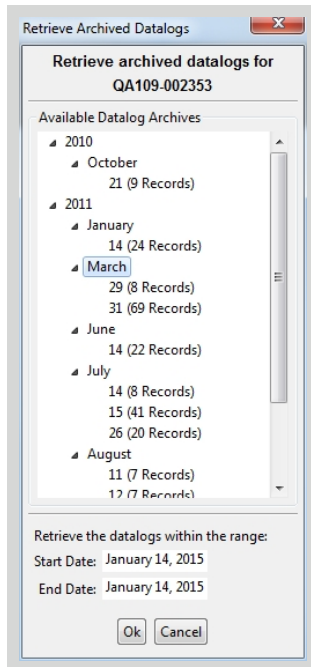 Retrieve Archived Datalogs
Retrieve archived datalogs for
QA109-002353
Available Datalog Archives
2010
October
21 (9 Records)
2011
January
14 (24 Records)
March
29 (8 Records)
31 (69 Records)
June
14 (22 Records)
July
14 (8 Records)
15 (41 Records)
26 (20 Records)
August
11 (7 Records)
12 (7 Records)
Retrieve the datalogs within the range:
Start Date: January 14, 2015
End Date: January 14, 2015
Ok Cancel